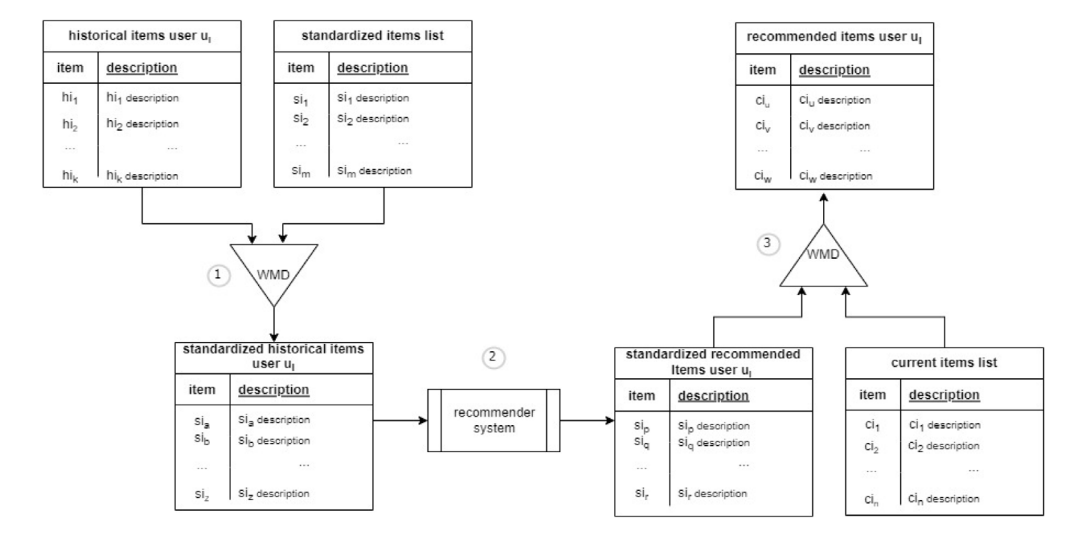 historical items user u_l
item description
hi_1 hi_1 description
hi_2 hi_2 description
... ...
hi_k hi_k description
standardized items list
item description
si_1 si_1 description
si_2 si_2 description
... ...
si_m si_m description
recommended items user u_l
item description
ci_u ci_u description
ci_v ci_v description
... ...
ci_w ci_w description
1
WMD
3
WMD
standardized historical items
user u_l
item description
si_a si_a description
si_b si_b description
... ...
si_z si_z description
2
recommender
system
standardized recommended
Items user u_l
item description
si_p si_p description
si_q si_q description
... ...
si_r si_r description
current items list
item description
ci_1 ci_1 description
ci_2 ci_2 description
... ...
ci_n ci_n description